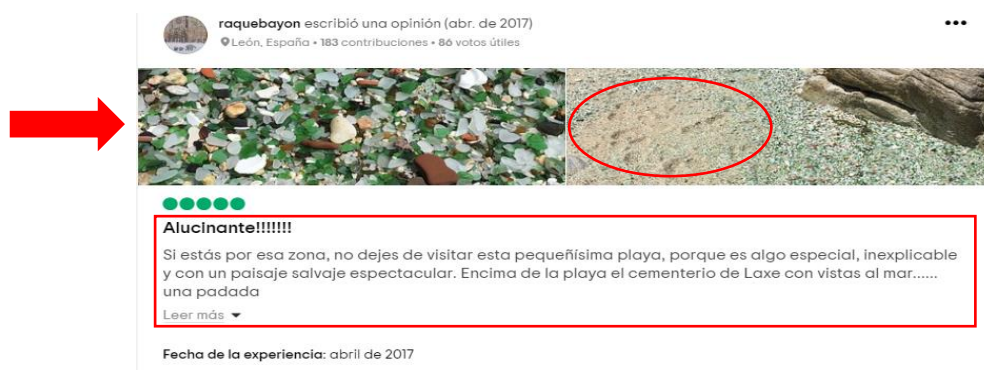 raquebayon escribió una opinión (abr. de 2017)
León, España • 183 contribuciones • 86 votos útiles
Alucinante!!!!!!!
Si estás por esa zona, no dejes de visitar esta pequeñísima playa, porque es algo especial, inexplicable
y con un paisaje salvaje espectacular. Encima de la playa el cementerio de Laxe con vistas al mar......
una padada
Leer más
Fecha de la experiencia: abril de 2017